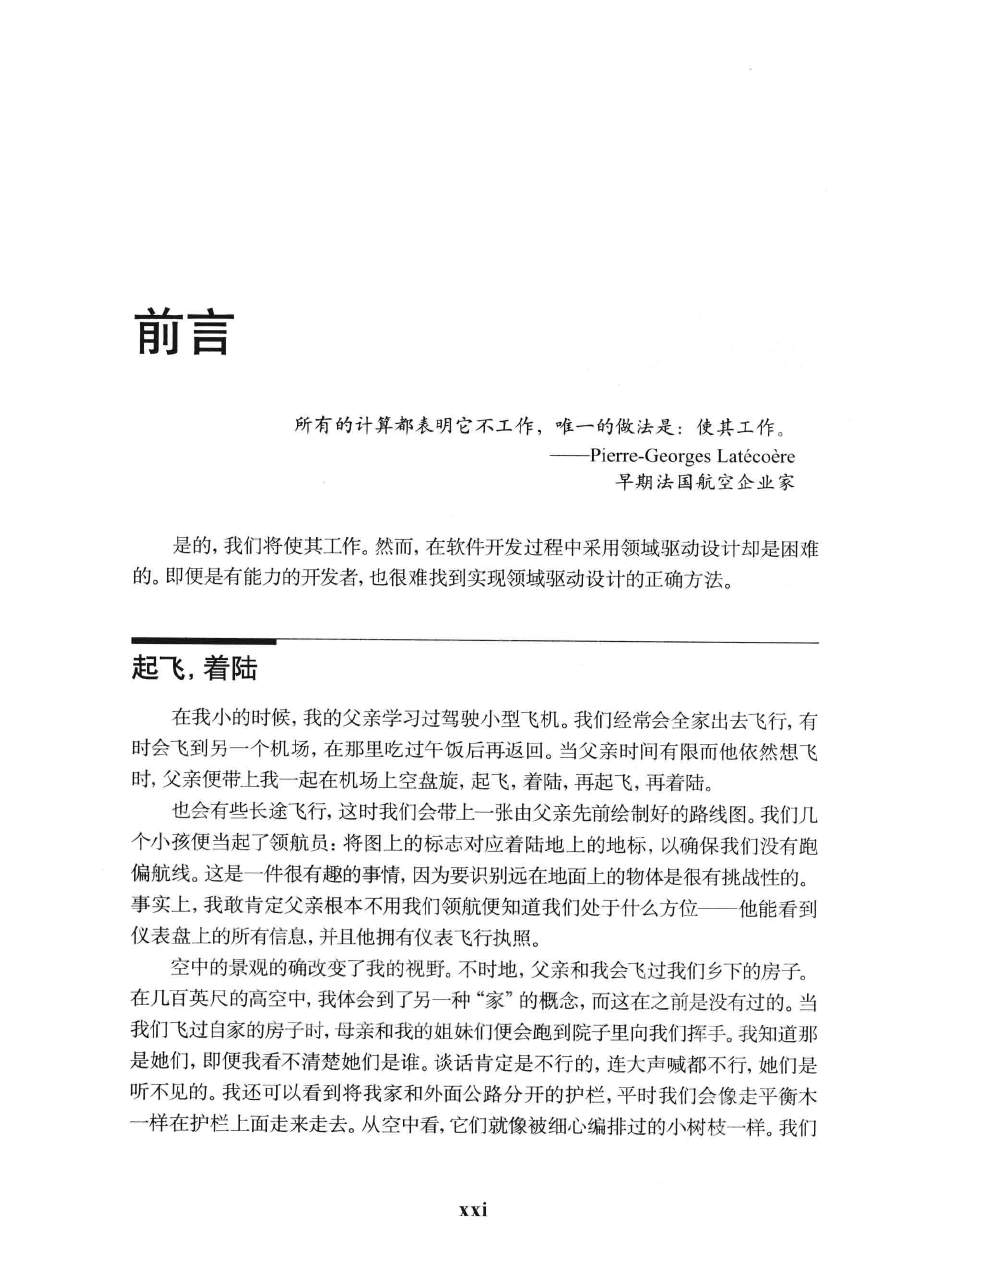 前言
所有的计算都表明它不工作，唯一的做法是：使其工作。
——Pierre-Georges Latécoère
早期法国航空企业家
是的，我们将使其工作。然而，在软件开发过程中采用领域驱动设计却是困难
的。即便是有能力的开发者，也很难找到实现领域驱动设计的正确方法。
起飞，着陆
在我小的时候，我的父亲学习过驾驶小型飞机。我们经常会全家出去飞行，有
时会飞到另一个机场，在那里吃过午饭后再返回。当父亲时间有限而他依然想飞
时，父亲便带上我一起在机场上空盘旋，起飞，着陆，再起飞，再着陆。
也会有些长途飞行，这时我们会带上一张由父亲先前绘制好的路线图。我们几
个小孩便当起了领航员：将图上的标志对应着陆地上的地标，以确保我们没有跑
偏航线。这是一件很有趣的事情，因为要识别远在地面上的物体是很有挑战性的。
事实上，我敢肯定父亲根本不用我们领航便知道我们处于什么方位——他能看到
仪表盘上的所有信息，并且他拥有仪表飞行执照。
空中的景观的确改变了我的视野。不时地，父亲和我会飞过我们乡下的房子。
在几百英尺的高空中，我体会到了另一种“家”的概念，而这在之前是没有过的。当
我们飞过自家的房子时，母亲和我的姐妹们便会跑到院子里向我们挥手。我知道那
是她们，即便我看不清楚她们是谁。谈话肯定是不行的，连大声喊都不行，她们是
听不见的。我还可以看到将我家和外面公路分开的护栏，平时我们会像走平衡木
一样在护栏上面走来走去。从空中看，它们就像被细心编排过的小树枝一样。我们
xxi